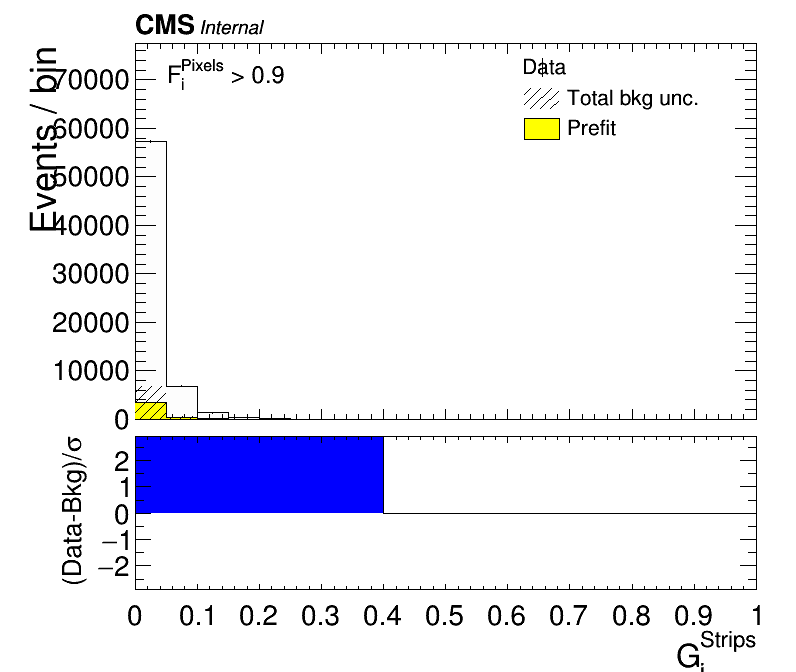 CMS Internal
Events / bin
70000
60000
50000
40000
30000
20000
10000
0
F_i^Pixels > 0.9
Data
Total bkg unc.
Prefit
(Data-Bkg)/σ
2
1
0
−1
−2
0 0.1 0.2 0.3 0.4 0.5 0.6 0.7 0.8 0.9 1
G_i^Strips